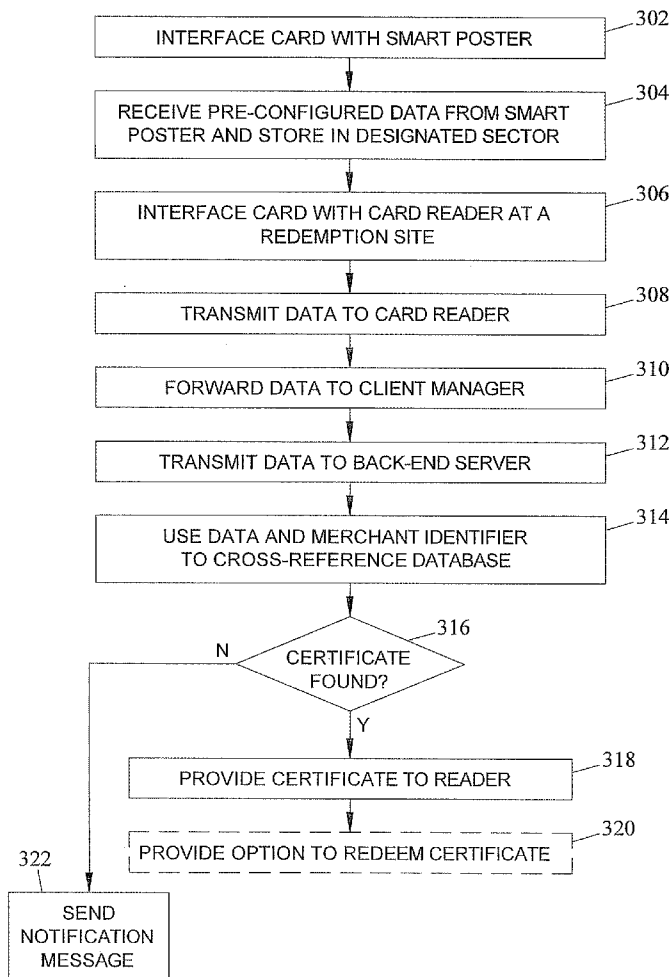 302
INTERFACE CARD WITH SMART POSTER
304
RECEIVE PRE-CONFIGURED DATA FROM SMART
POSTER AND STORE IN DESIGNATED SECTOR
306
INTERFACE CARD WITH CARD READER AT A
REDEMPTION SITE
308
TRANSMIT DATA TO CARD READER
310
FORWARD DATA TO CLIENT MANAGER
312
TRANSMIT DATA TO BACK-END SERVER
314
USE DATA AND MERCHANT IDENTIFIER
TO CROSS-REFERENCE DATABASE
316
N
CERTIFICATE
FOUND?
Y
318
PROVIDE CERTIFICATE TO READER
320
PROVIDE OPTION TO REDEEM CERTIFICATE
322
SEND
NOTIFICATION
MESSAGE